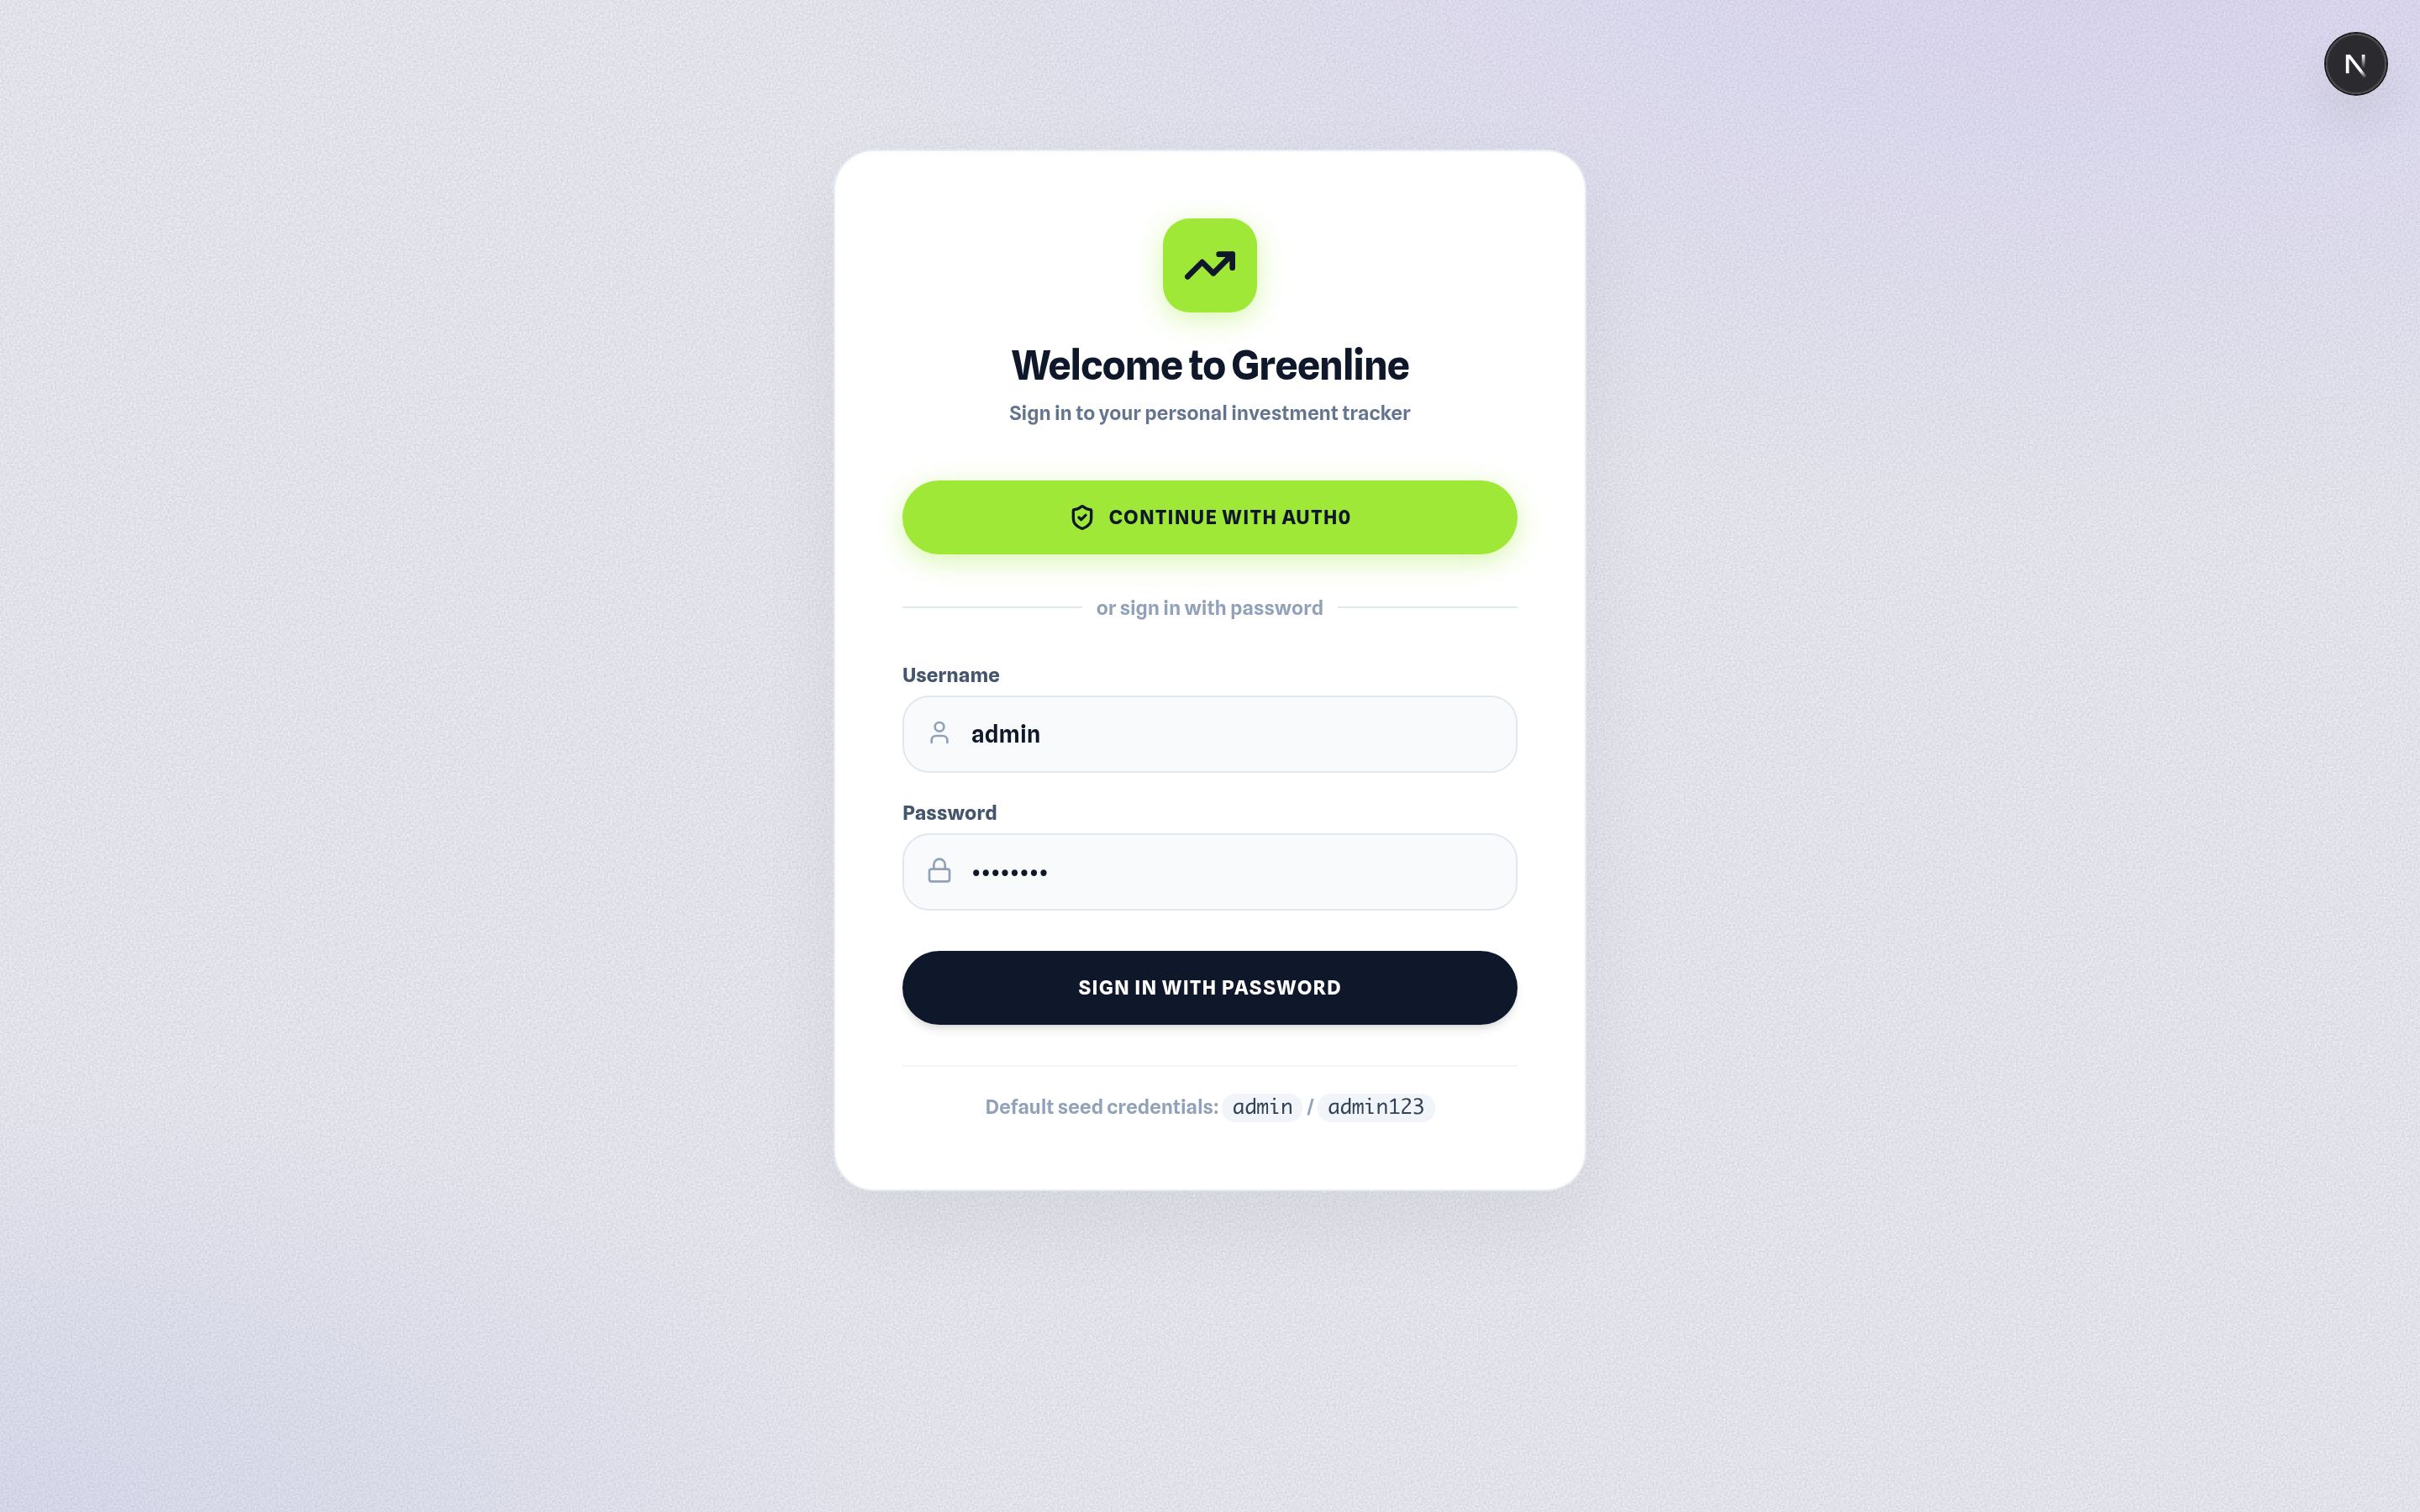 N
Welcome to Greenline
Sign in to your personal investment tracker
CONTINUE WITH AUTH0
or sign in with password
Username
admin
Password
••••••••
SIGN IN WITH PASSWORD
Default seed credentials: admin / admin123